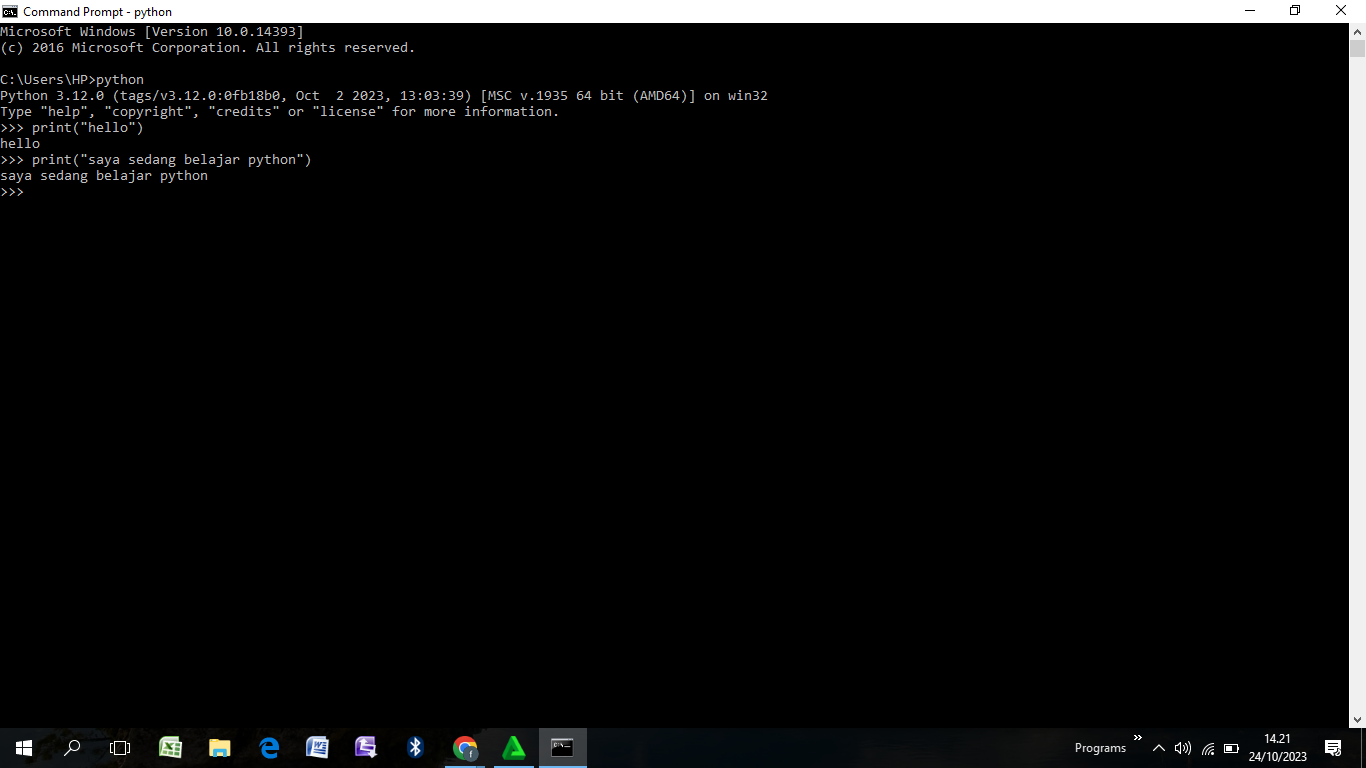 Command Prompt - python
Microsoft Windows [Version 10.0.14393]
(c) 2016 Microsoft Corporation. All rights reserved.
C:\Users\HP>python
Python 3.12.0 (tags/v3.12.0:0fb18b0, Oct  2 2023, 13:03:39) [MSC v.1935 64 bit (AMD64)] on win32
Type "help", "copyright", "credits" or "license" for more information.
>>> print("hello")
hello
>>> print("saya sedang belajar python")
saya sedang belajar python
>>>
Programs
14.21
24/10/2023